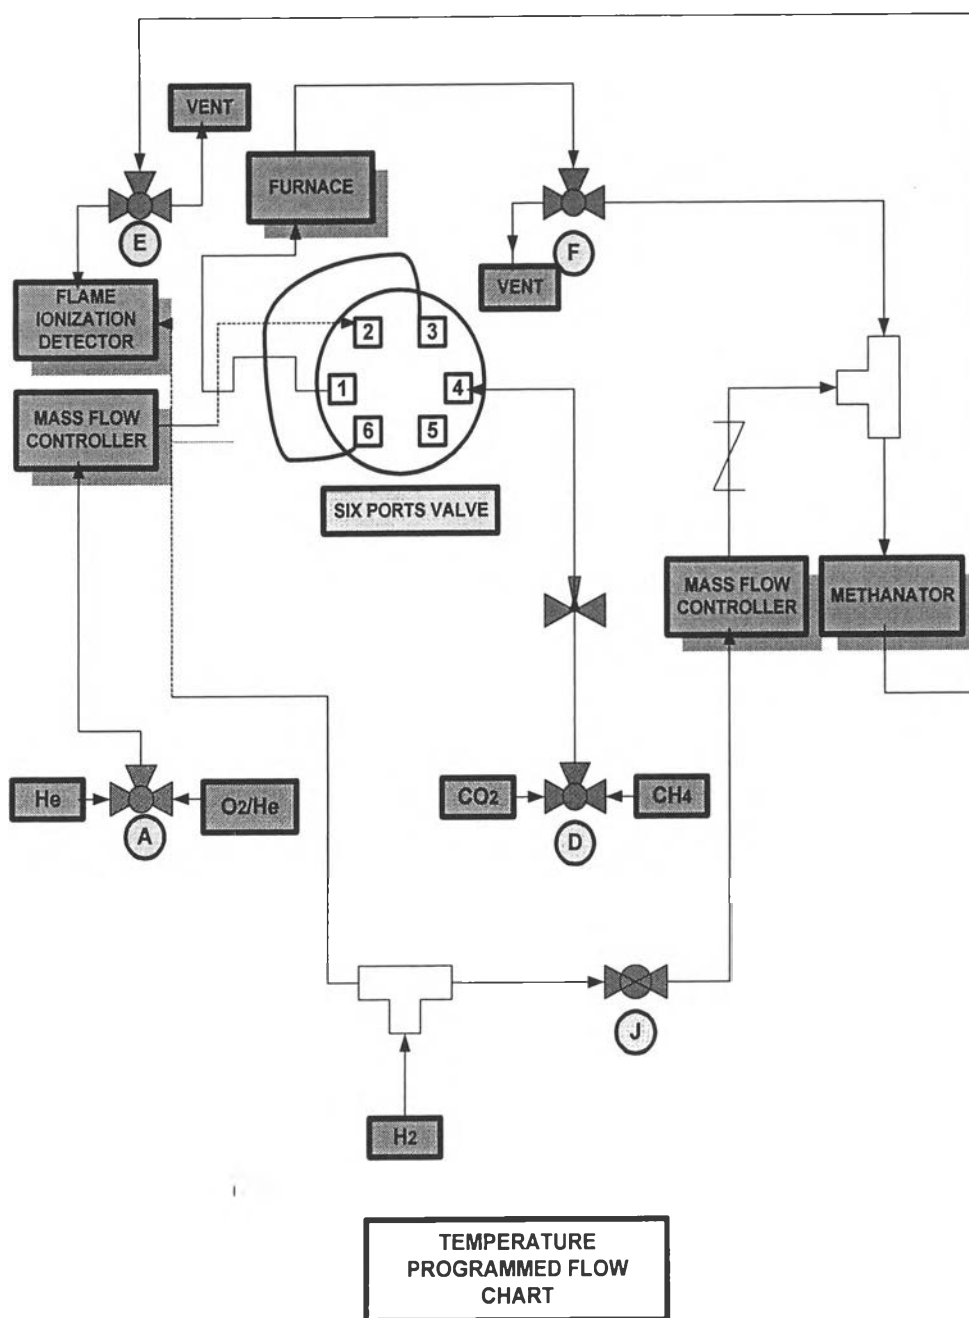 VENT
FURNACE
E
F
VENT
FLAME
IONIZATION
DETECTOR
2
3
1
4
6
5
MASS FLOW
CONTROLLER
SIX PORTS VALVE
MASS FLOW
CONTROLLER
METHANATOR
He
O2/He
A
CO2
CH4
D
J
H2
TEMPERATURE
PROGRAMMED FLOW
CHART